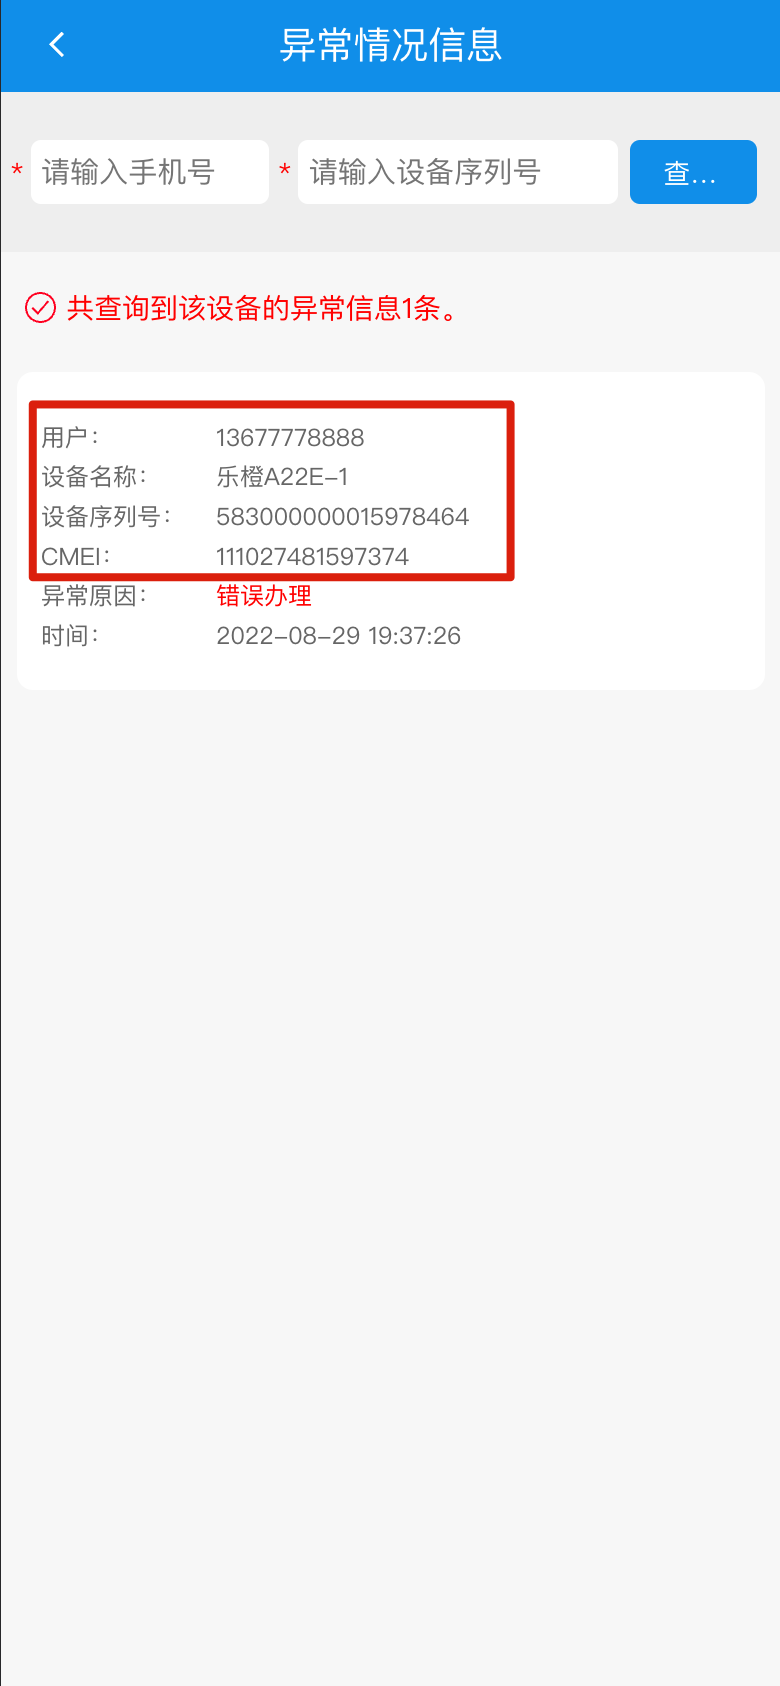 异常情况信息
* 请输入手机号 * 请输入设备序列号 查...
共查询到该设备的异常信息1条。
用户： 13677778888
设备名称： 乐橙A22E-1
设备序列号： 583000000015978464
CMEI： 111027481597374
异常原因： 错误办理
时间： 2022-08-29 19:37:26